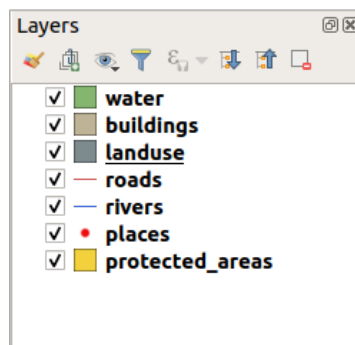 Layers
water
buildings
landuse
roads
rivers
places
protected_areas